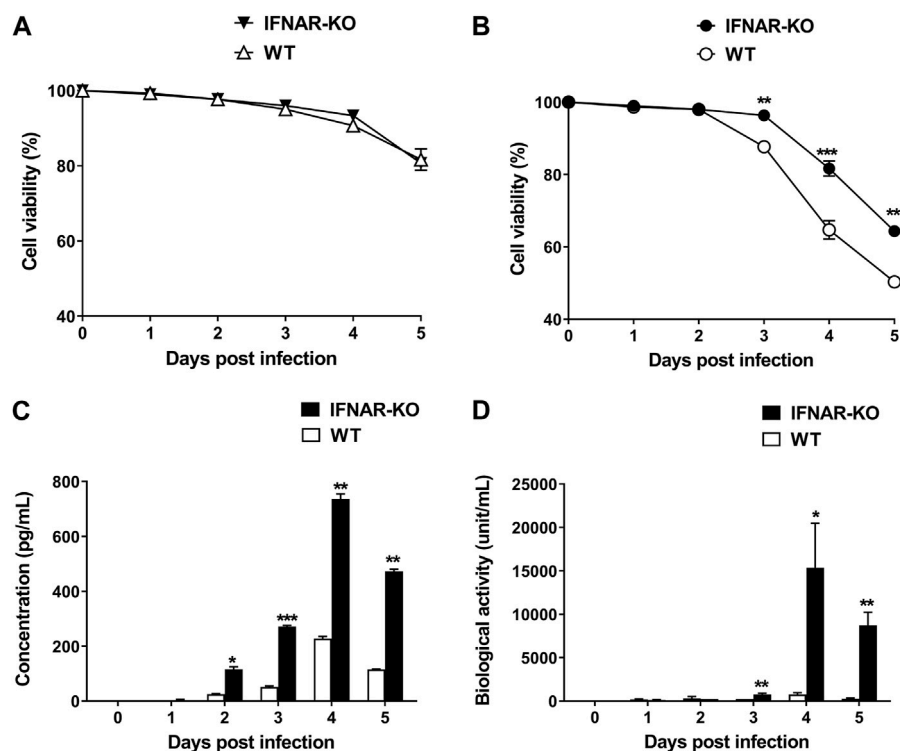 A
IFNAR-KO
WT
Cell viability (%)
100
80
60
40
0 1 2 3 4 5
Days post infection
B
IFNAR-KO
WT
Cell viability (%)
100
80
60
40
**
***
**
0 1 2 3 4 5
Days post infection
C
IFNAR-KO
WT
Concentration (pg/mL)
800
600
400
200
0
*
***
**
**
0 1 2 3 4 5
Days post infection
D
IFNAR-KO
WT
Biological activity (unit/mL)
25000
20000
15000
10000
5000
0
**
*
**
0 1 2 3 4 5
Days post infection